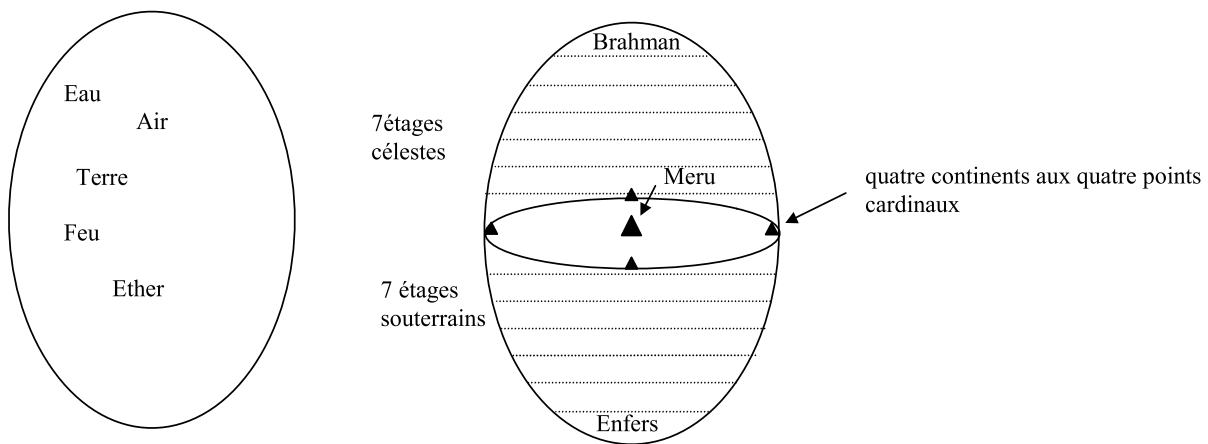 Eau
Air
Terre
Feu
Ether
7étages
célestes
7 étages
souterrains
Brahman
Meru
Enfers
quatre continents aux quatre points
cardinaux